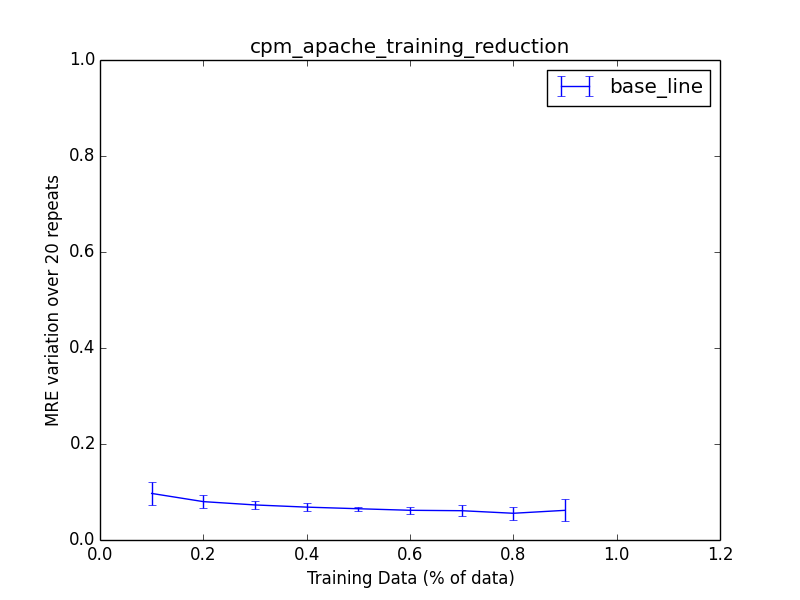 cpm_apache_training_reduction
base_line
MRE variation over 20 repeats
1.0
0.8
0.6
0.4
0.2
0.0
0.0 0.2 0.4 0.6 0.8 1.0 1.2
Training Data (% of data)